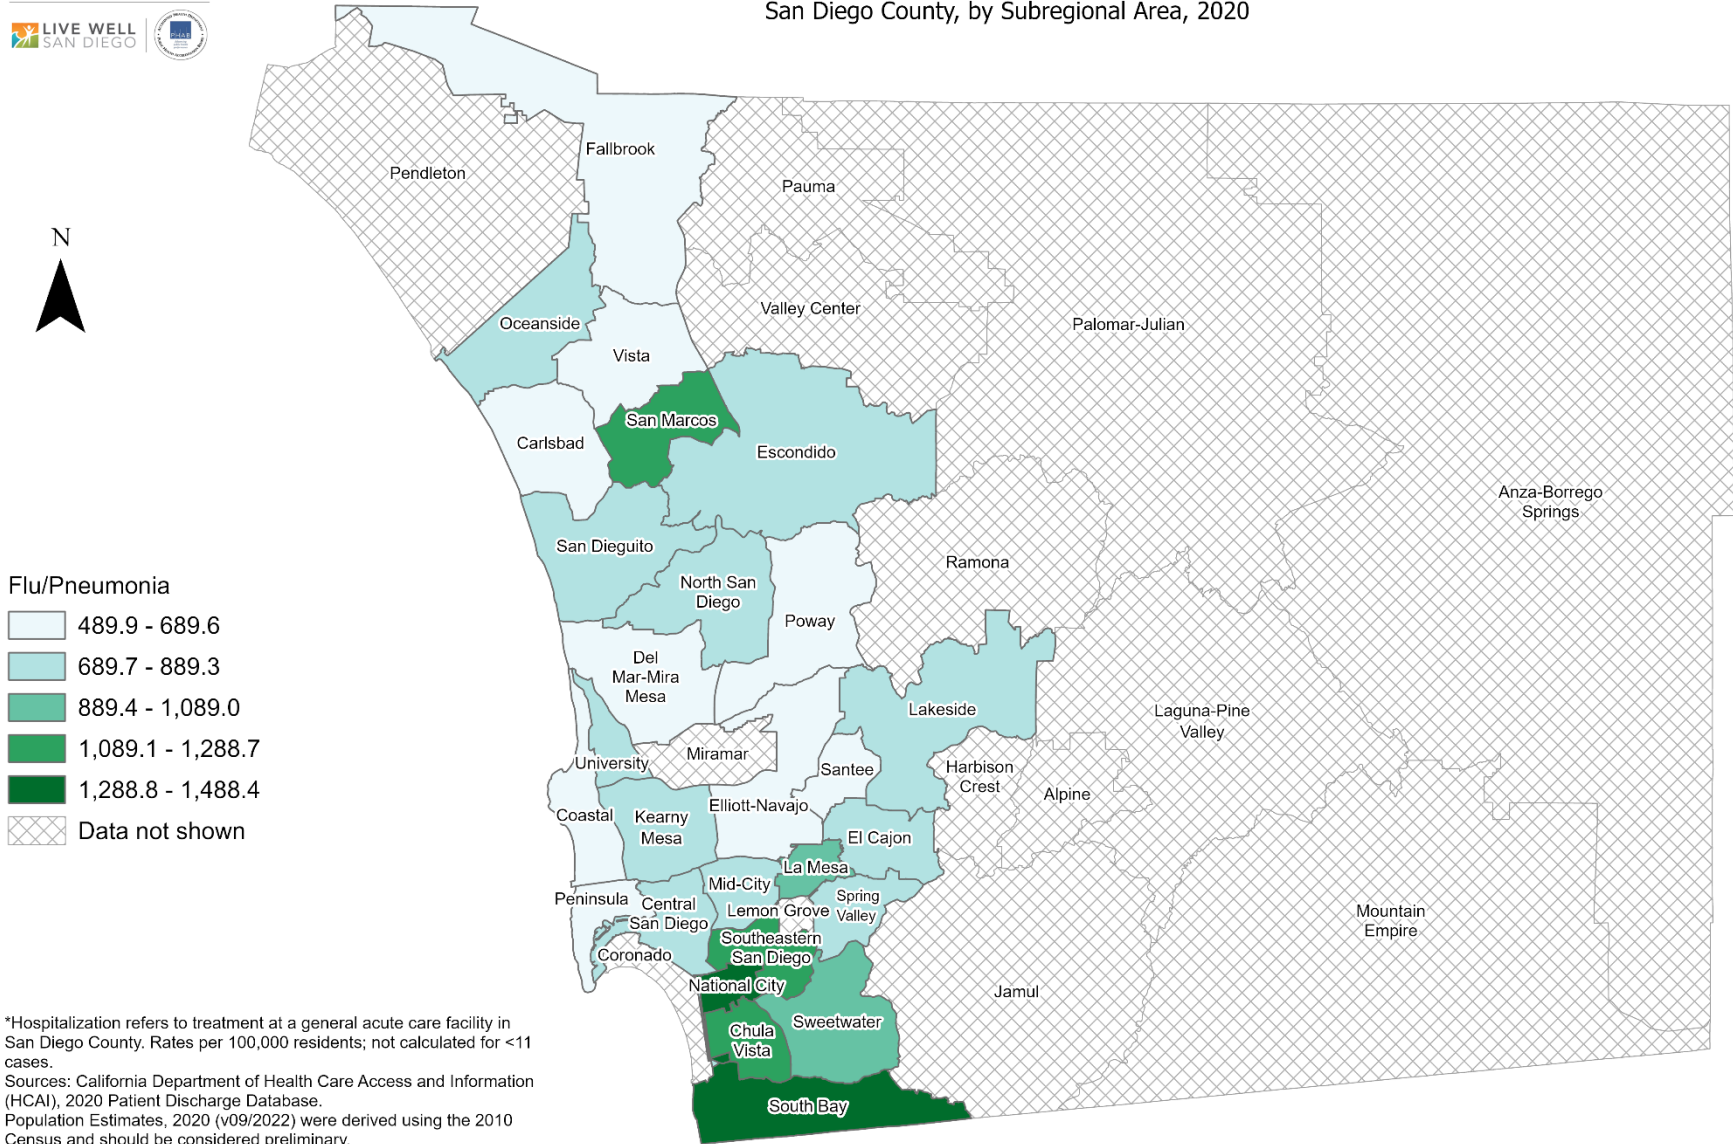 San Diego County, by Subregional Area, 2020
LIVE WELL
SAN DIEGO
PHAB
N
Fallbrook
Pendleton
Pauma
Valley Center
Palomar-Julian
Oceanside
Vista
San Marcos
Carlsbad
Escondido
Anza-Borrego
Springs
San Dieguito
Ramona
North San
Diego
Poway
Del
Mar-Mira
Mesa
Lakeside
Laguna-Pine
Valley
Miramar
University
Santee
Harbison
Crest
Alpine
Elliott-Navajo
Coastal
Kearny
Mesa
El Cajon
La Mesa
Mid-City
Peninsula
Central
San Diego
Lemon Grove
Spring
Valley
Mountain
Empire
Southeastern
San Diego
Coronado
National City
Jamul
Sweetwater
Chula
Vista
South Bay
Flu/Pneumonia
489.9 - 689.6
689.7 - 889.3
889.4 - 1,089.0
1,089.1 - 1,288.7
1,288.8 - 1,488.4
Data not shown
*Hospitalization refers to treatment at a general acute care facility in
San Diego County. Rates per 100,000 residents; not calculated for <11
cases.
Sources: California Department of Health Care Access and Information
(HCAI), 2020 Patient Discharge Database.
Population Estimates, 2020 (v09/2022) were derived using the 2010
Census and should be considered preliminary.